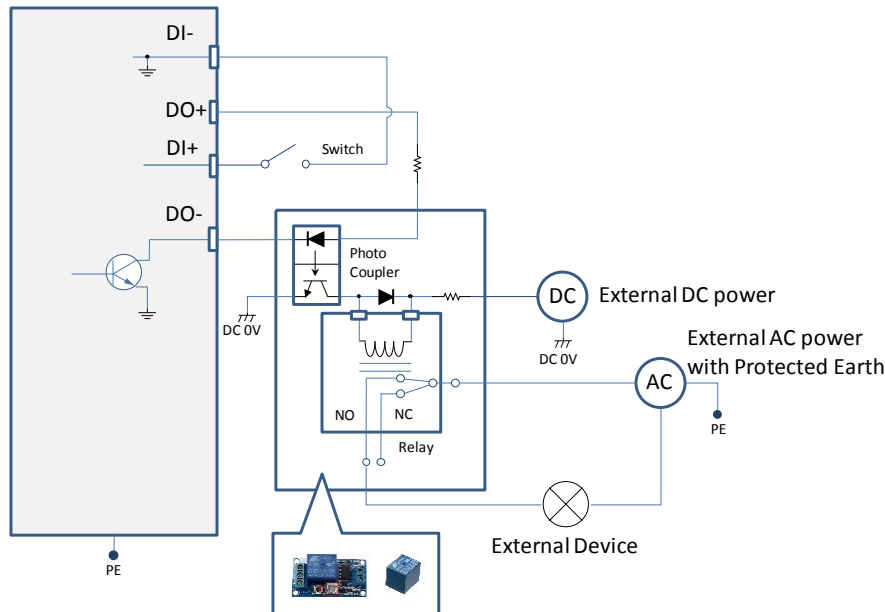 DI-
DO+
DI+
Switch
DO-
Photo
Coupler
DC
External DC power
DC 0V
DC 0V
External AC power
with Protected Earth
AC
NO
NC
PE
Relay
External Device
PE